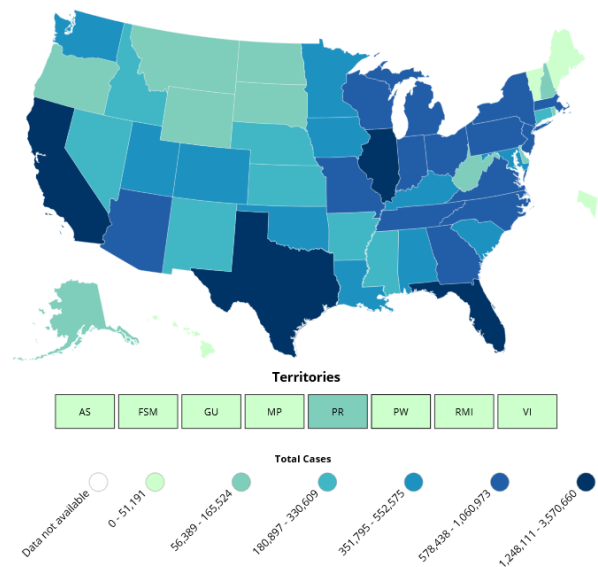 Territories
AS
FSM
GU
MP
PR
PW
RMI
VI
Total Cases
Data not available
0 - 51,191
56,389 - 165,524
180,897 - 330,609
351,795 - 552,575
578,438 - 1,060,973
1,248,111 - 3,570,660